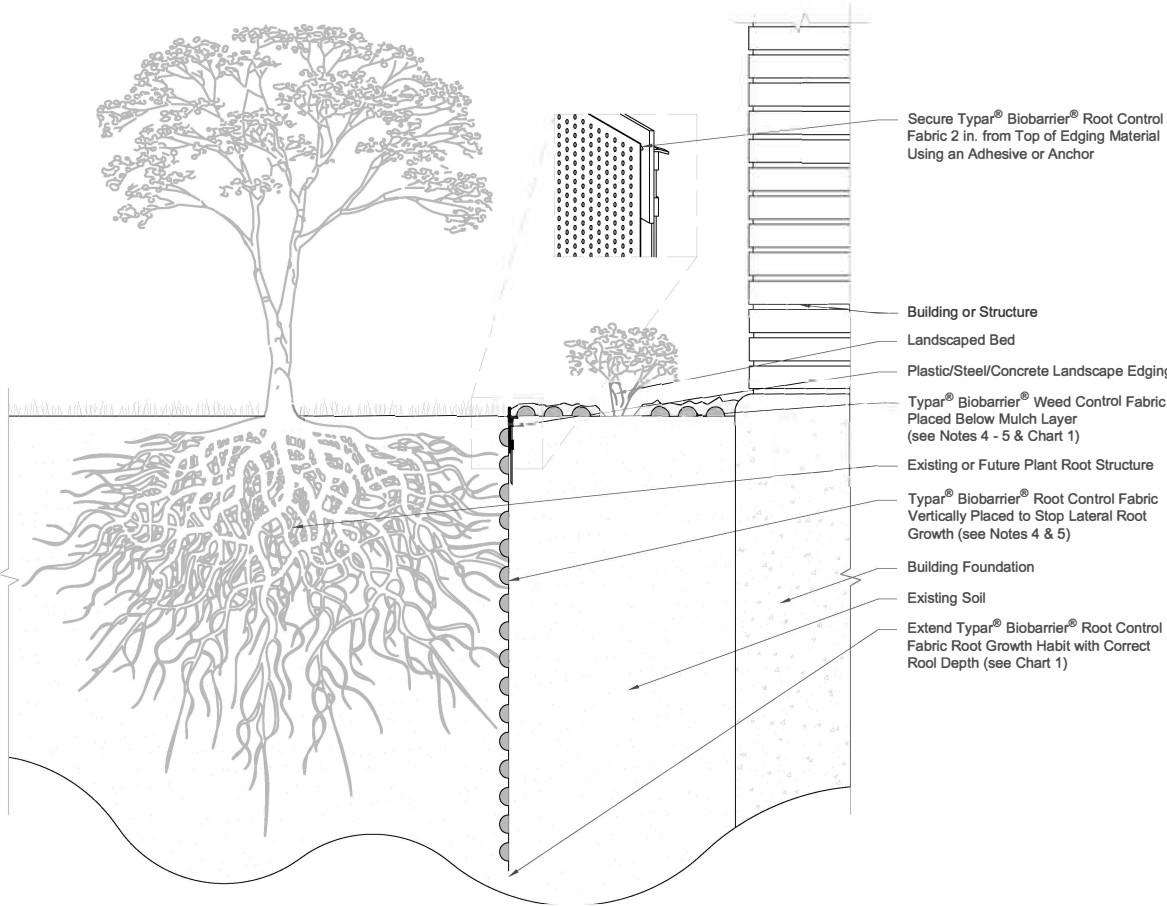 Secure Typar® Biobarrier® Root Control
Fabric 2 in. from Top of Edging Material
Using an Adhesive or Anchor
Building or Structure
Landscaped Bed
Plastic/Steel/Concrete Landscape Edging
Typar® Biobarrier® Weed Control Fabric
Placed Below Mulch Layer
(see Notes 4 - 5 & Chart 1)
Existing or Future Plant Root Structure
Typar® Biobarrier® Root Control Fabric
Vertically Placed to Stop Lateral Root
Growth (see Notes 4 & 5)
Building Foundation
Existing Soil
Extend Typar® Biobarrier® Root Control
Fabric Root Growth Habit with Correct
Rool Depth (see Chart 1)